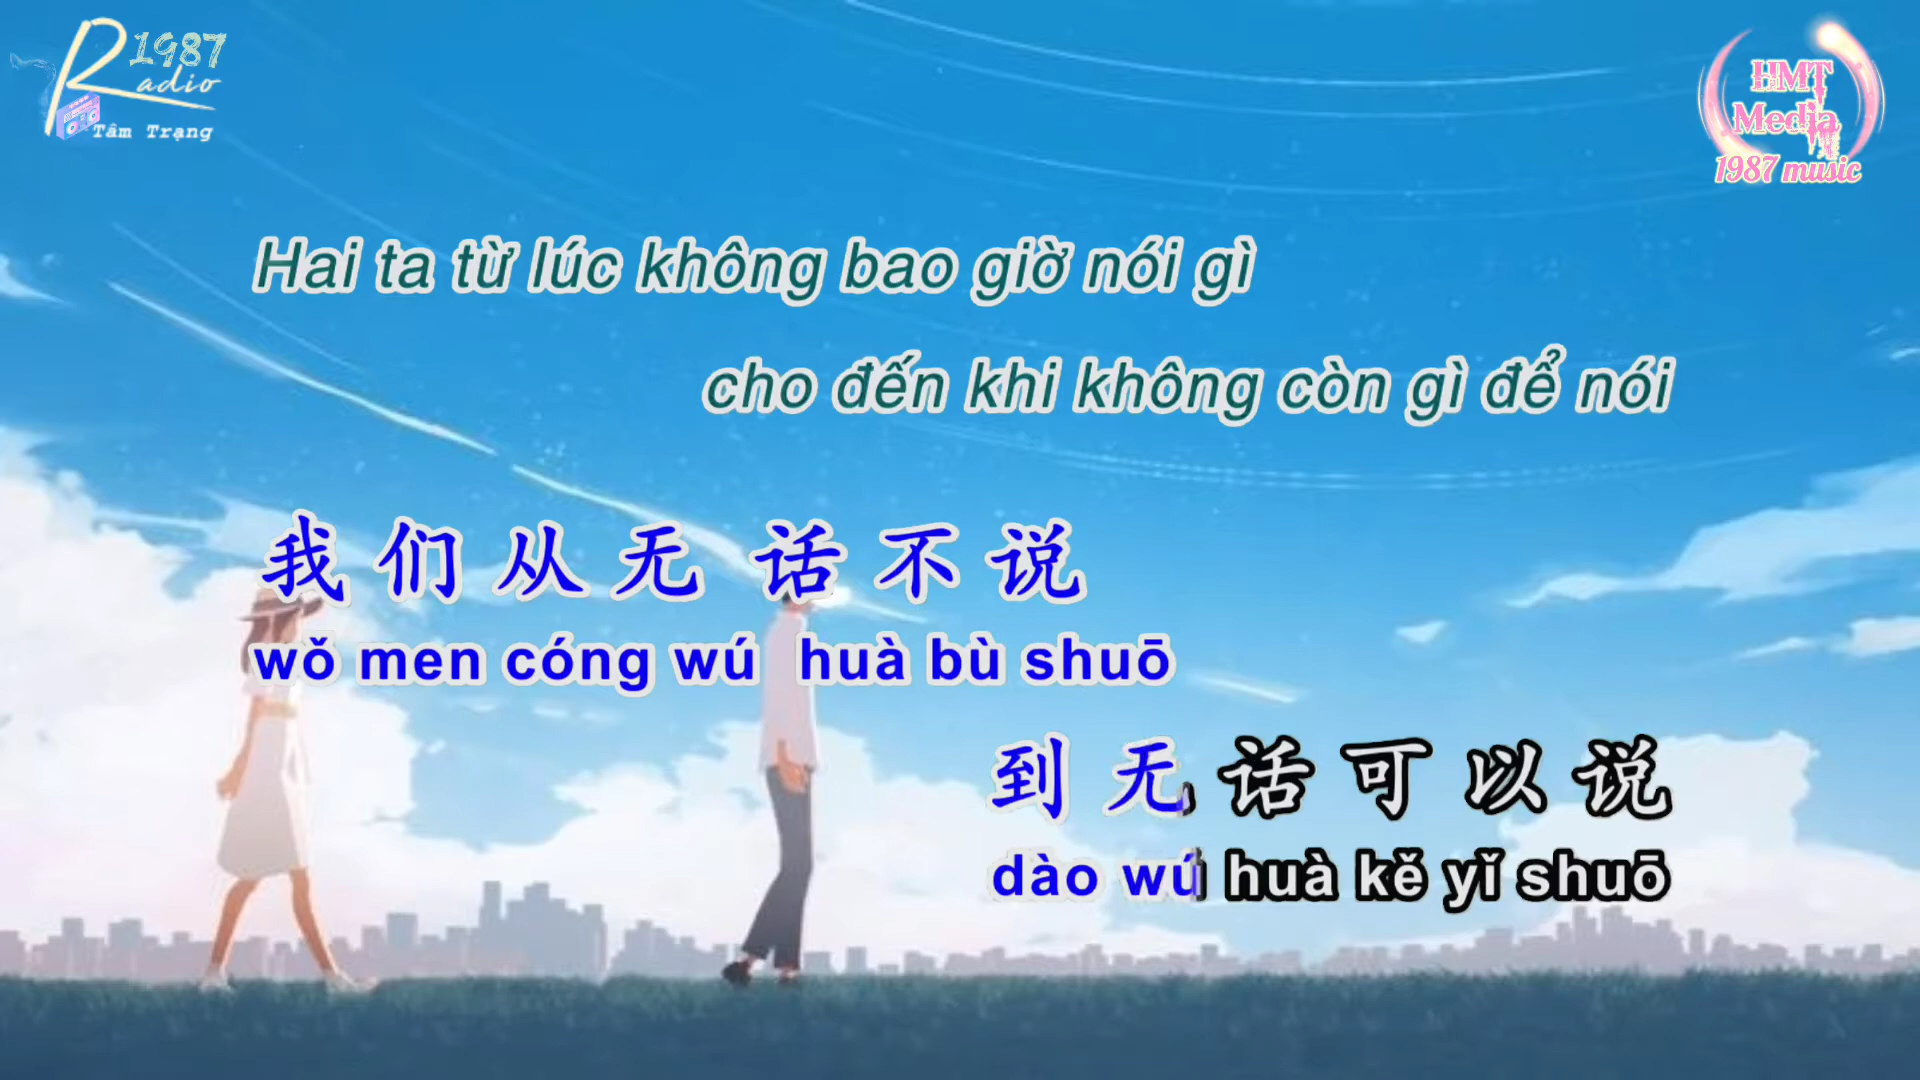 1987
Radio
Tâm Trạng
HMT
Media
1987 music
Hai ta từ lúc không bao giờ nói gì
cho đến khi không còn gì để nói
我们从无 话不说
wǒ men cóng wú huà bù shuō
到无话可以说
dào wú huà kě yǐ shuō